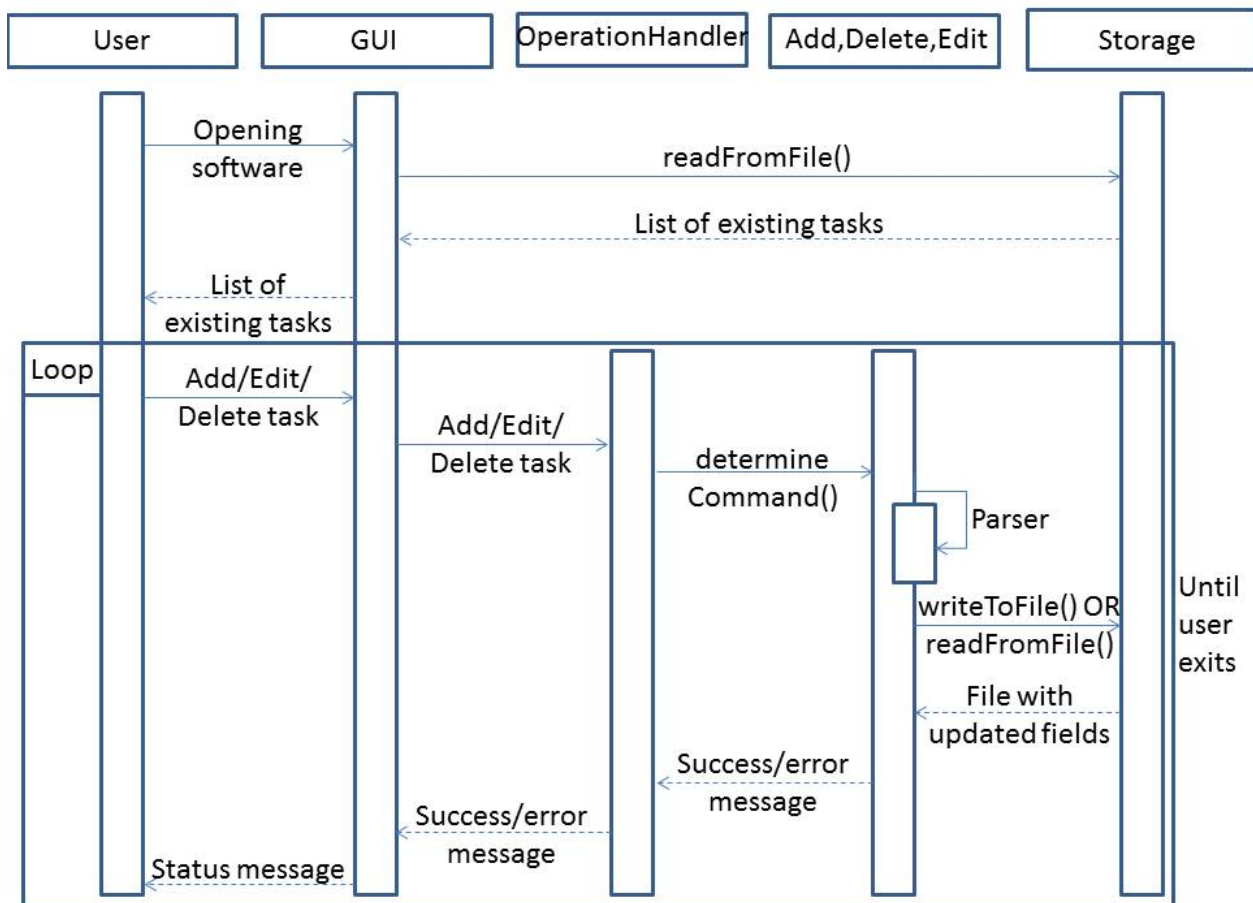 User
GUI
OperationHandler
Add,Delete,Edit
Storage
Opening
software
readFromFile()
List of existing tasks
List of
existing tasks
Loop
Add/Edit/
Delete task
Add/Edit/
Delete task
determine
Command()
Parser
writeToFile() OR
readFromFile()
Until
user
exits
File with
updated fields
Success/error
message
Success/error
message
Status message